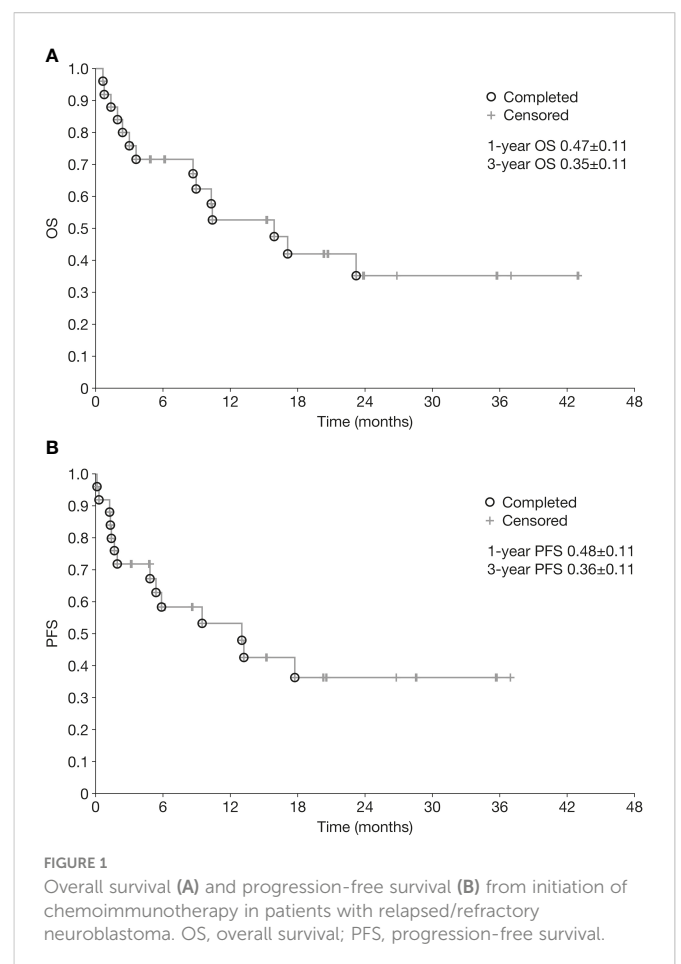 A
1.0
0.9
0.8
0.7
0.6
0.5
0.4
0.3
0.2
0.1
0
OS
Completed
Censored
1-year OS 0.47±0.11
3-year OS 0.35±0.11
0 6 12 18 24 30 36 42 48
Time (months)
B
1.0
0.9
0.8
0.7
0.6
0.5
0.4
0.3
0.2
0.1
0
PFS
Completed
Censored
1-year PFS 0.48±0.11
3-year PFS 0.36±0.11
0 6 12 18 24 30 36 42 48
Time (months)
FIGURE 1
Overall survival (A) and progression-free survival (B) from initiation of
chemoimmunotherapy in patients with relapsed/refractory
neuroblastoma. OS, overall survival; PFS, progression-free survival.